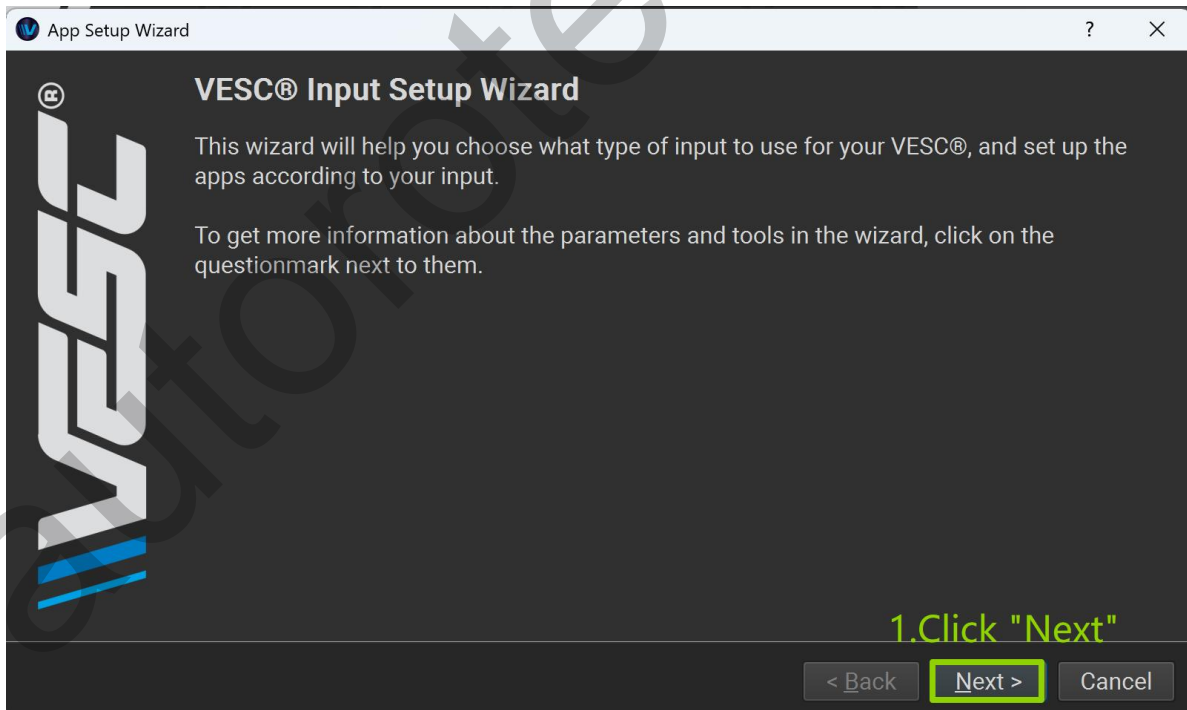 App Setup Wizard
?
VESC®
VESC® Input Setup Wizard
This wizard will help you choose what type of input to use for your VESC®, and set up the
apps according to your input.
To get more information about the parameters and tools in the wizard, click on the
questionmark next to them.
1.Click "Next"
< Back Next > Cancel
autorote